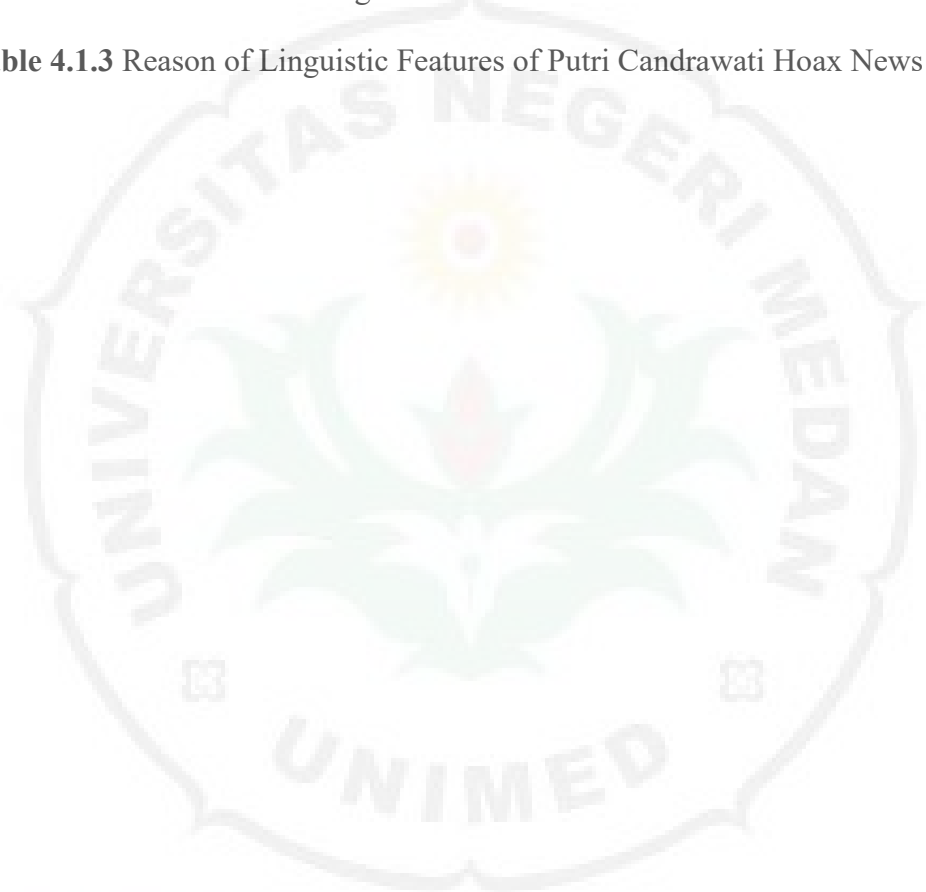 ble 4.1.3 Reason of Linguistic Features of Putri Candrawati Hoax News
UNIVERSITAS NEGERI MEDAN
UNIMED